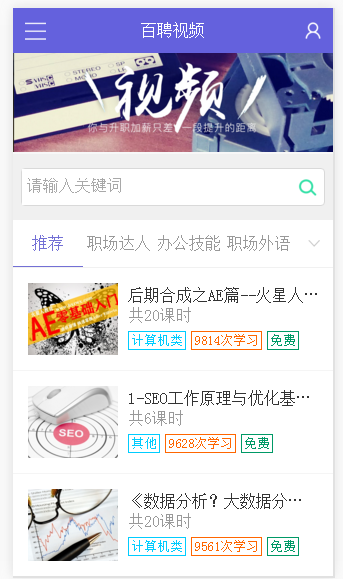 百聘视频
视频
你与升职加薪只差一段提升的距离
请输入关键词
推荐 职场达人 办公技能 职场外语
AE零基础入门
后期合成之AE篇--火星人…
共20课时
计算机类 9814次学习 免费
SEO
1-SEO工作原理与优化基…
共6课时
其他 9628次学习 免费
《数据分析？大数据分…
共20课时
计算机类 9561次学习 免费